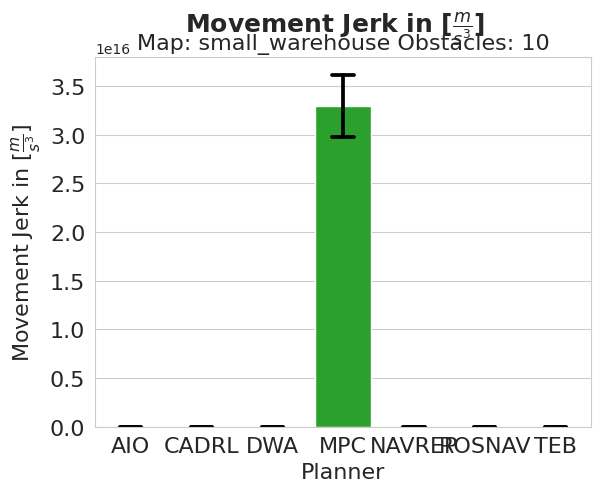 Movement Jerk in [m/s³]
Map: small_warehouse Obstacles: 10
1e16
Movement Jerk in [m/s³]
3.5
3.0
2.5
2.0
1.5
1.0
0.5
0.0
AIO CADRL DWA MPC NAVREP ROSNAV TEB
Planner